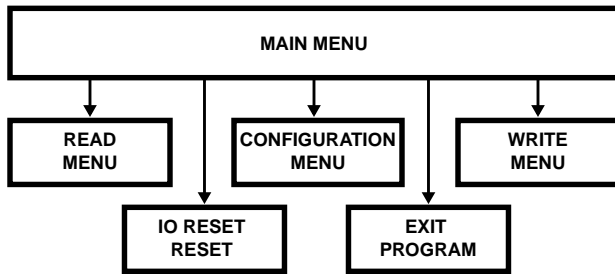 MAIN MENU
READ
MENU
CONFIGURATION
MENU
WRITE
MENU
IO RESET
RESET
EXIT
PROGRAM